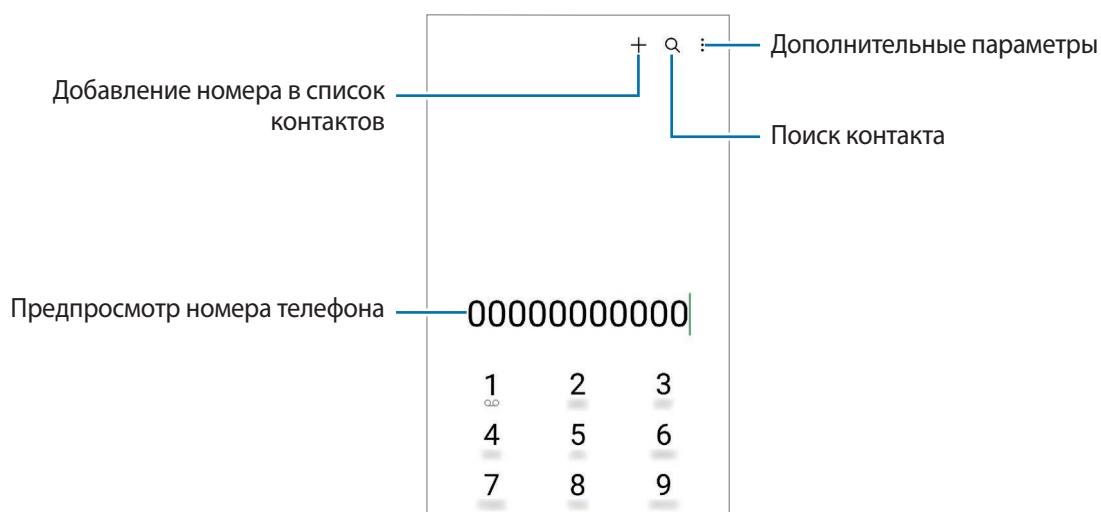 Дополнительные параметры
Добавление номера в список
контактов
Поиск контакта
Предпросмотр номера телефона
00000000000
1 2 3
4 5 6
7 8 9